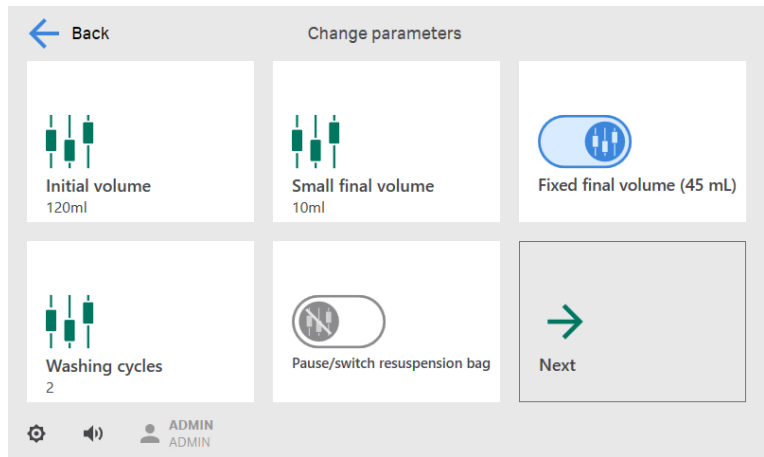 Back
Change parameters
Initial volume
120ml
Small final volume
10ml
Fixed final volume (45 mL)
Washing cycles
2
Pause/switch resuspension bag
Next
ADMIN
ADMIN